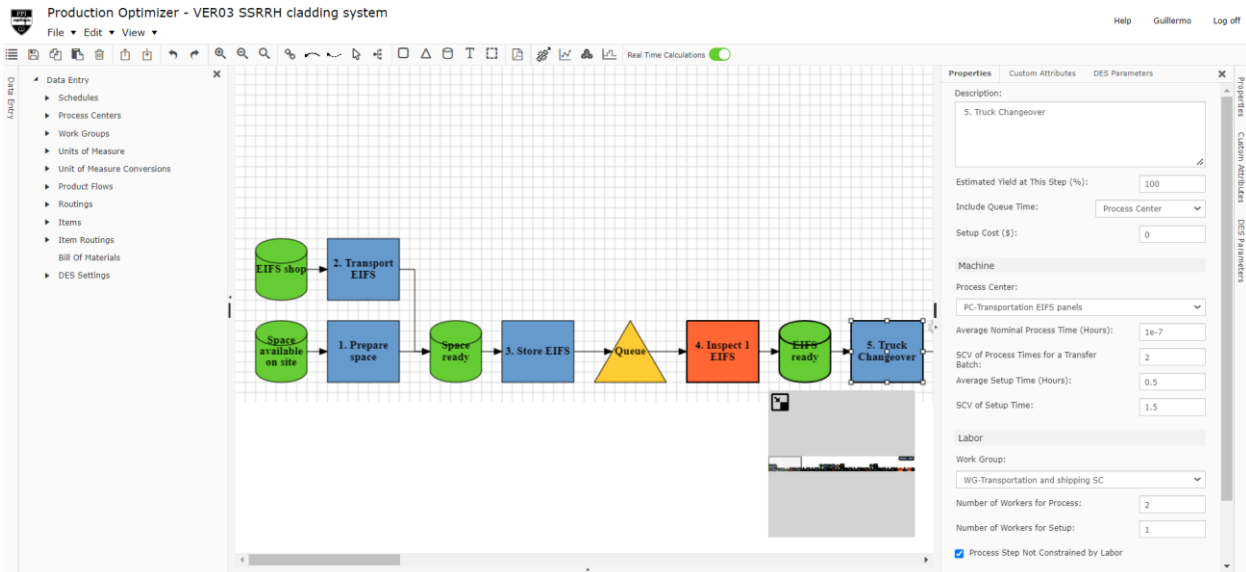 PPI
Production Optimizer - VER03 SSRRH cladding system
File ▾ Edit ▾ View ▾
Help Guillermo Log off
Real Time Calculations
Data Entry
Data Entry
Schedules
Process Centers
Work Groups
Units of Measure
Unit of Measure Conversions
Product Flows
Routings
Items
Item Routings
Bill Of Materials
DES Settings
EIFS shop
2. Transport
EIFS
Space
available
on site
1. Prepare
space
Space
ready
3. Store EIFS
Queue
4. Inspect 1
EIFS
EIFS
ready
5. Truck
Changeover
Properties Custom Attributes DES Parameters
Description:
5. Truck Changeover
Estimated Yield at This Step (%): 100
Include Queue Time: Process Center
Setup Cost ($): 0
Machine
Process Center:
PC-Transportation EIFS panels
Average Nominal Process Time (Hours): 1e-7
SCV of Process Times for a Transfer
Batch: 2
Average Setup Time (Hours): 0.5
SCV of Setup Time: 1.5
Labor
Work Group:
WG-Transportation and shipping SC
Number of Workers for Process: 2
Number of Workers for Setup: 1
Process Step Not Constrained by Labor
Properties
Custom Attributes
DES Parameters